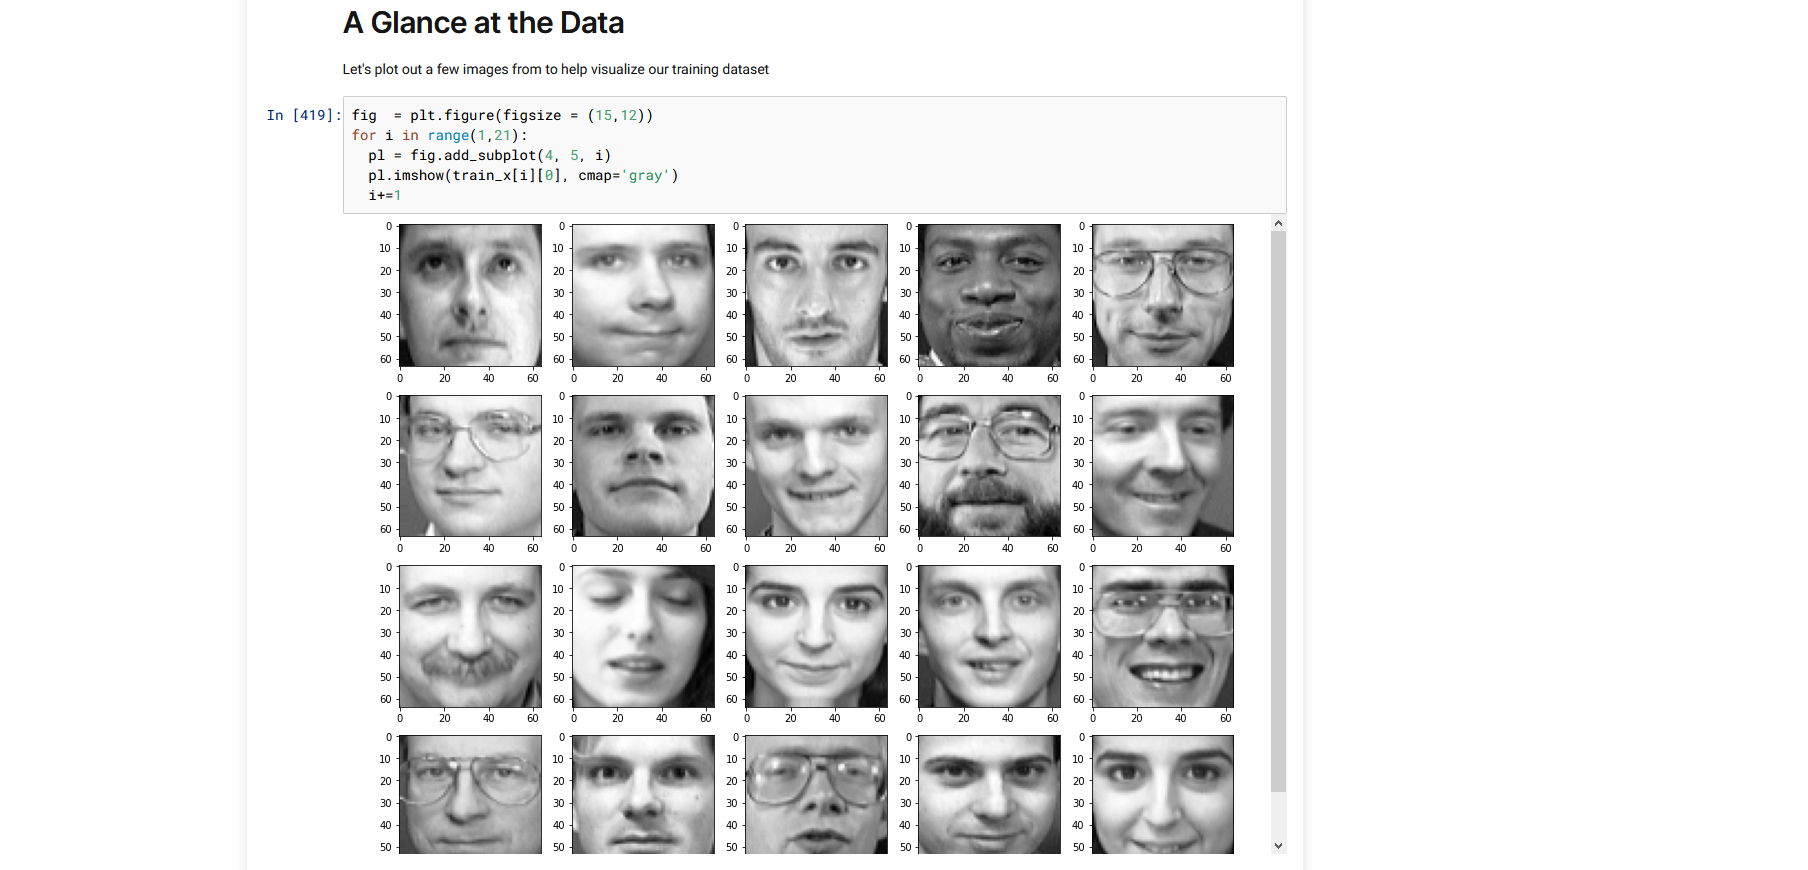 A Glance at the Data
Let's plot out a few images from to help visualize our training dataset
In [419]:
fig  = plt.figure(figsize = (15,12))
for i in range(1,21):
  pl = fig.add_subplot(4, 5, i)
  pl.imshow(train_x[i][0], cmap='gray')
  i+=1
0 0 0 0 0
10 10 10 10 10
20 20 20 20 20
30 30 30 30 30
40 40 40 40 40
50 50 50 50 50
60 60 60 60 60
0 20 40 60 0 20 40 60 0 20 40 60 0 20 40 60 0 20 40 60
0 0 0 0 0
10 10 10 10 10
20 20 20 20 20
30 30 30 30 30
40 40 40 40 40
50 50 50 50 50
60 60 60 60 60
0 20 40 60 0 20 40 60 0 20 40 60 0 20 40 60 0 20 40 60
0 0 0 0 0
10 10 10 10 10
20 20 20 20 20
30 30 30 30 30
40 40 40 40 40
50 50 50 50 50
60 60 60 60 60
0 20 40 60 0 20 40 60 0 20 40 60 0 20 40 60 0 20 40 60
0 0 0 0 0
10 10 10 10 10
20 20 20 20 20
30 30 30 30 30
40 40 40 40 40
50 50 50 50 50